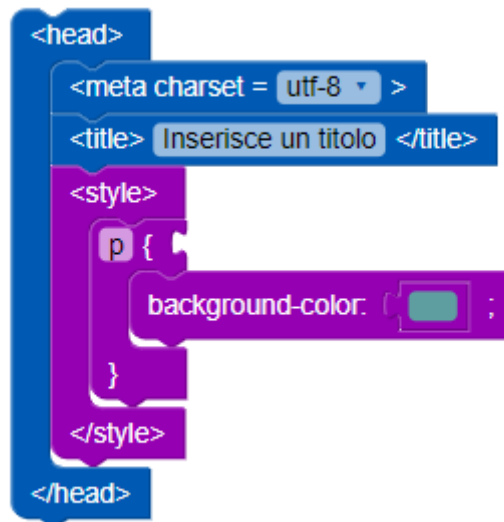 <head>
<meta charset = utf-8 >
<title> Inserisce un titolo </title>
<style>
p {
background-color: ;
}
</style>
</head>